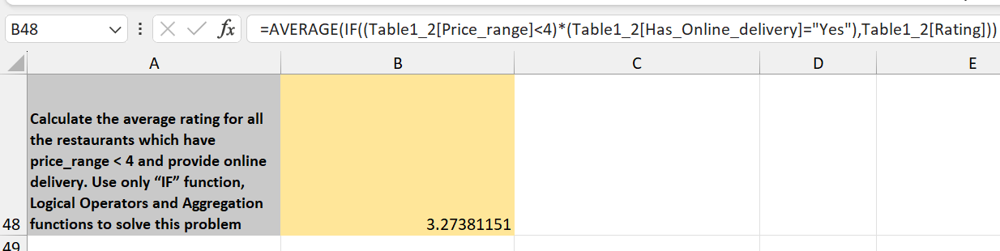 B48 fx =AVERAGE(IF((Table1_2[Price_range]<4)*(Table1_2[Has_Online_delivery]="Yes"),Table1_2[Rating]))
A B C D E
Calculate the average rating for all
the restaurants which have
price_range < 4 and provide online
delivery. Use only “IF” function,
Logical Operators and Aggregation
48 functions to solve this problem 3.27381151
49